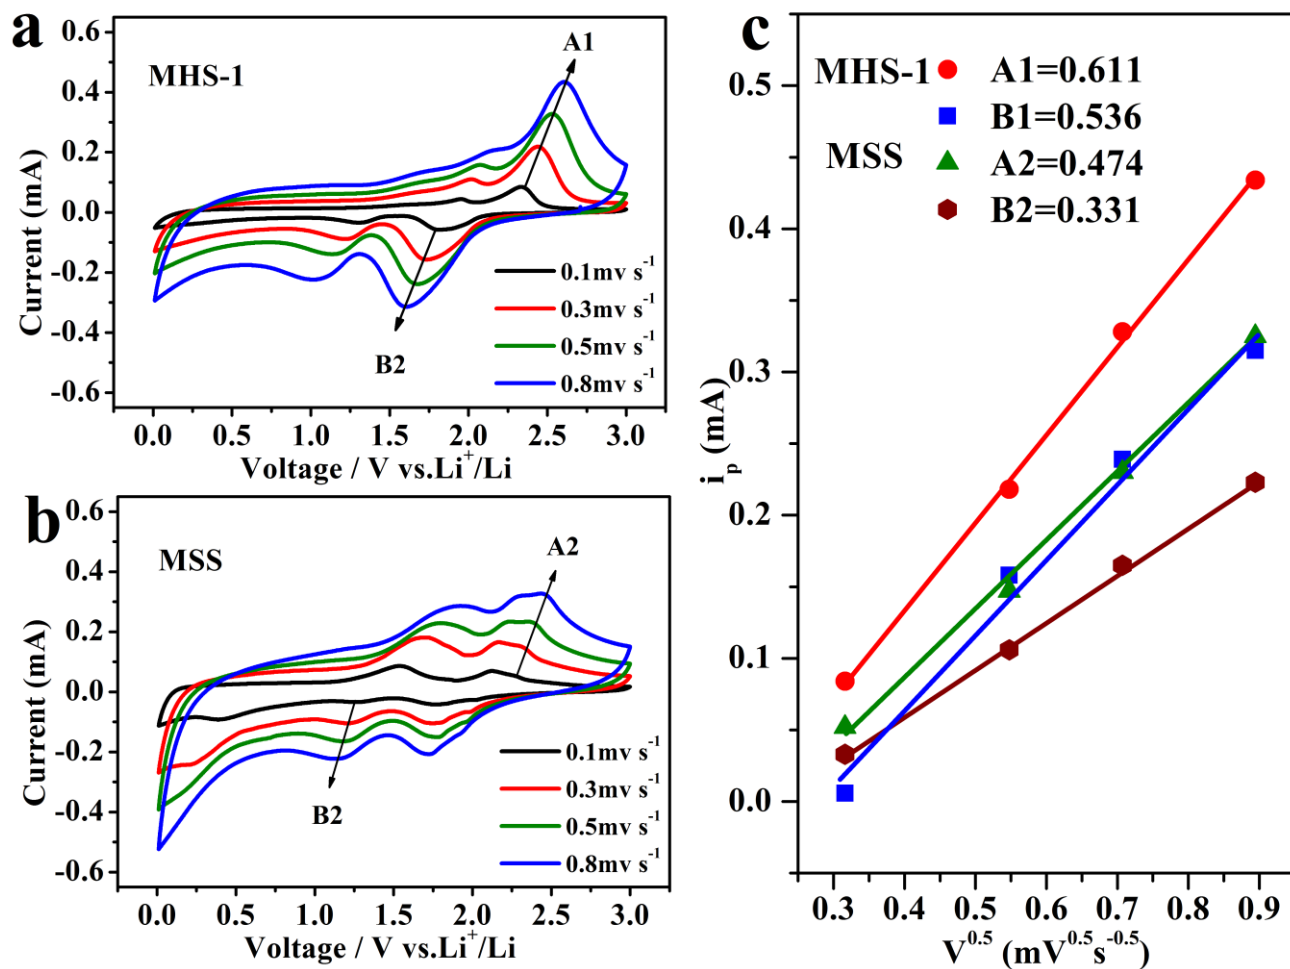 a
MHS-1
A1
B2
0.1mv s⁻¹
0.3mv s⁻¹
0.5mv s⁻¹
0.8mv s⁻¹
0.6
0.4
0.2
0.0
-0.2
-0.4
-0.6
Current (mA)
0.0 0.5 1.0 1.5 2.0 2.5 3.0
Voltage / V vs.Li⁺/Li
b
MSS
A2
B2
0.1mv s⁻¹
0.3mv s⁻¹
0.5mv s⁻¹
0.8mv s⁻¹
0.6
0.4
0.2
0.0
-0.2
-0.4
-0.6
Current (mA)
0.0 0.5 1.0 1.5 2.0 2.5 3.0
Voltage / V vs.Li⁺/Li
c
MHS-1 A1=0.611
B1=0.536
MSS A2=0.474
B2=0.331
0.5
0.4
0.3
0.2
0.1
0.0
iₚ (mA)
0.3 0.4 0.5 0.6 0.7 0.8 0.9
V⁰·⁵ (mV⁰·⁵s⁻⁰·⁵)